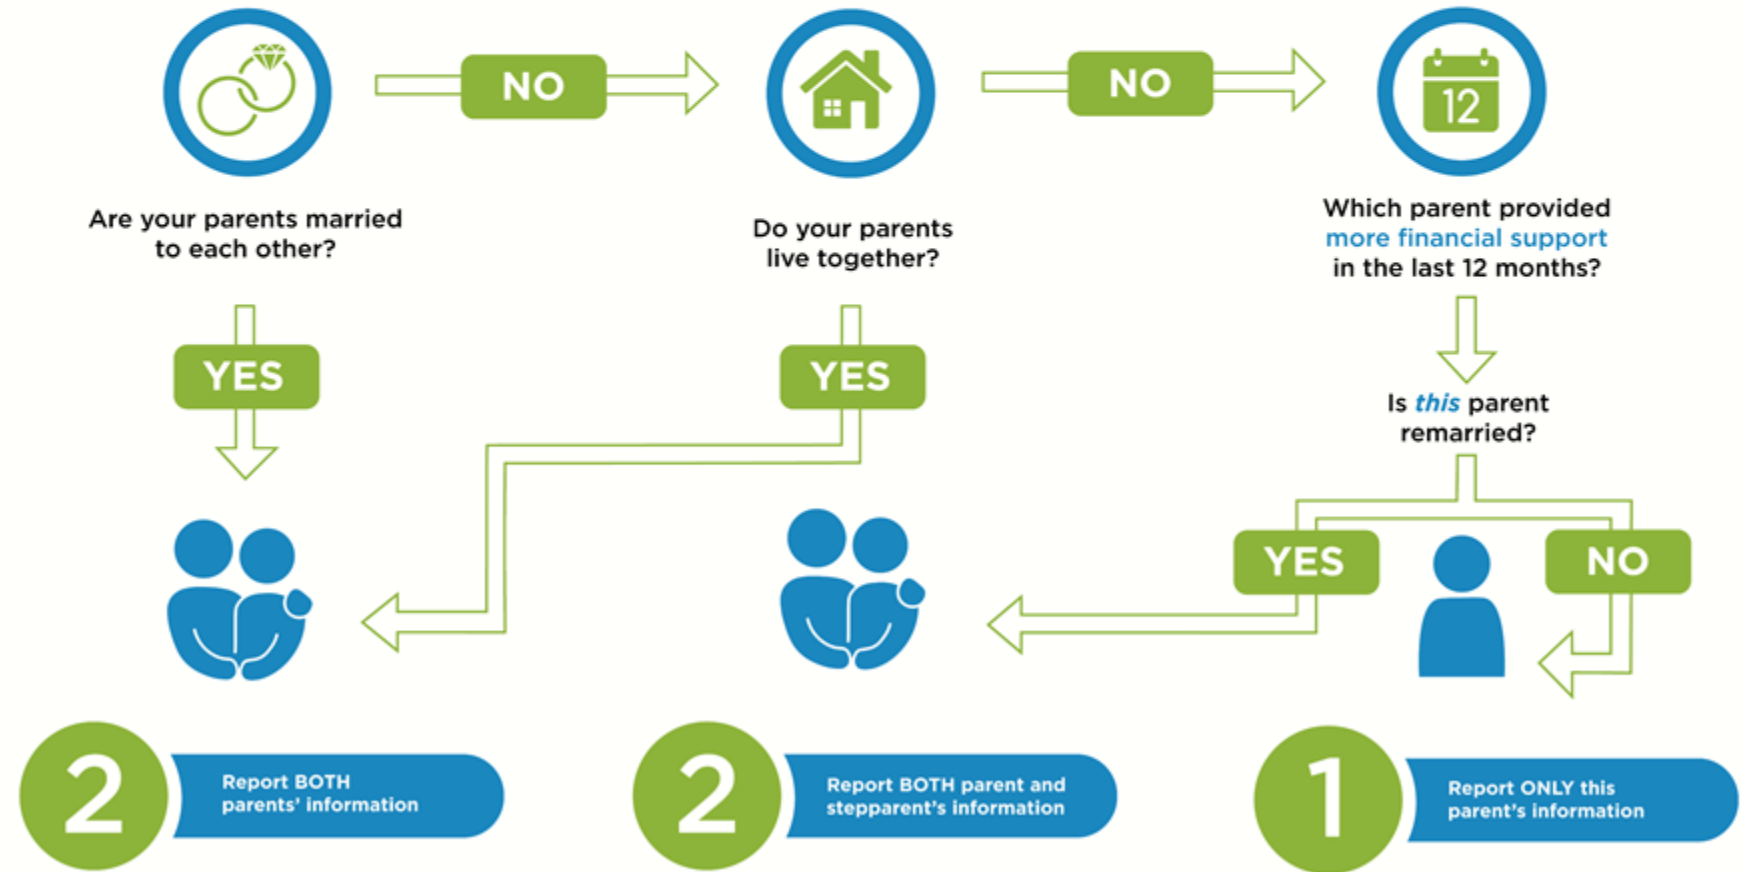 NO
NO
12
Are your parents married
to each other?
Do your parents
live together?
Which parent provided
more financial support
in the last 12 months?
YES
YES
Is this parent
remarried?
YES
NO
2
Report BOTH
parents’ information
2
Report BOTH parent and
stepparent’s information
1
Report ONLY this
parent’s information